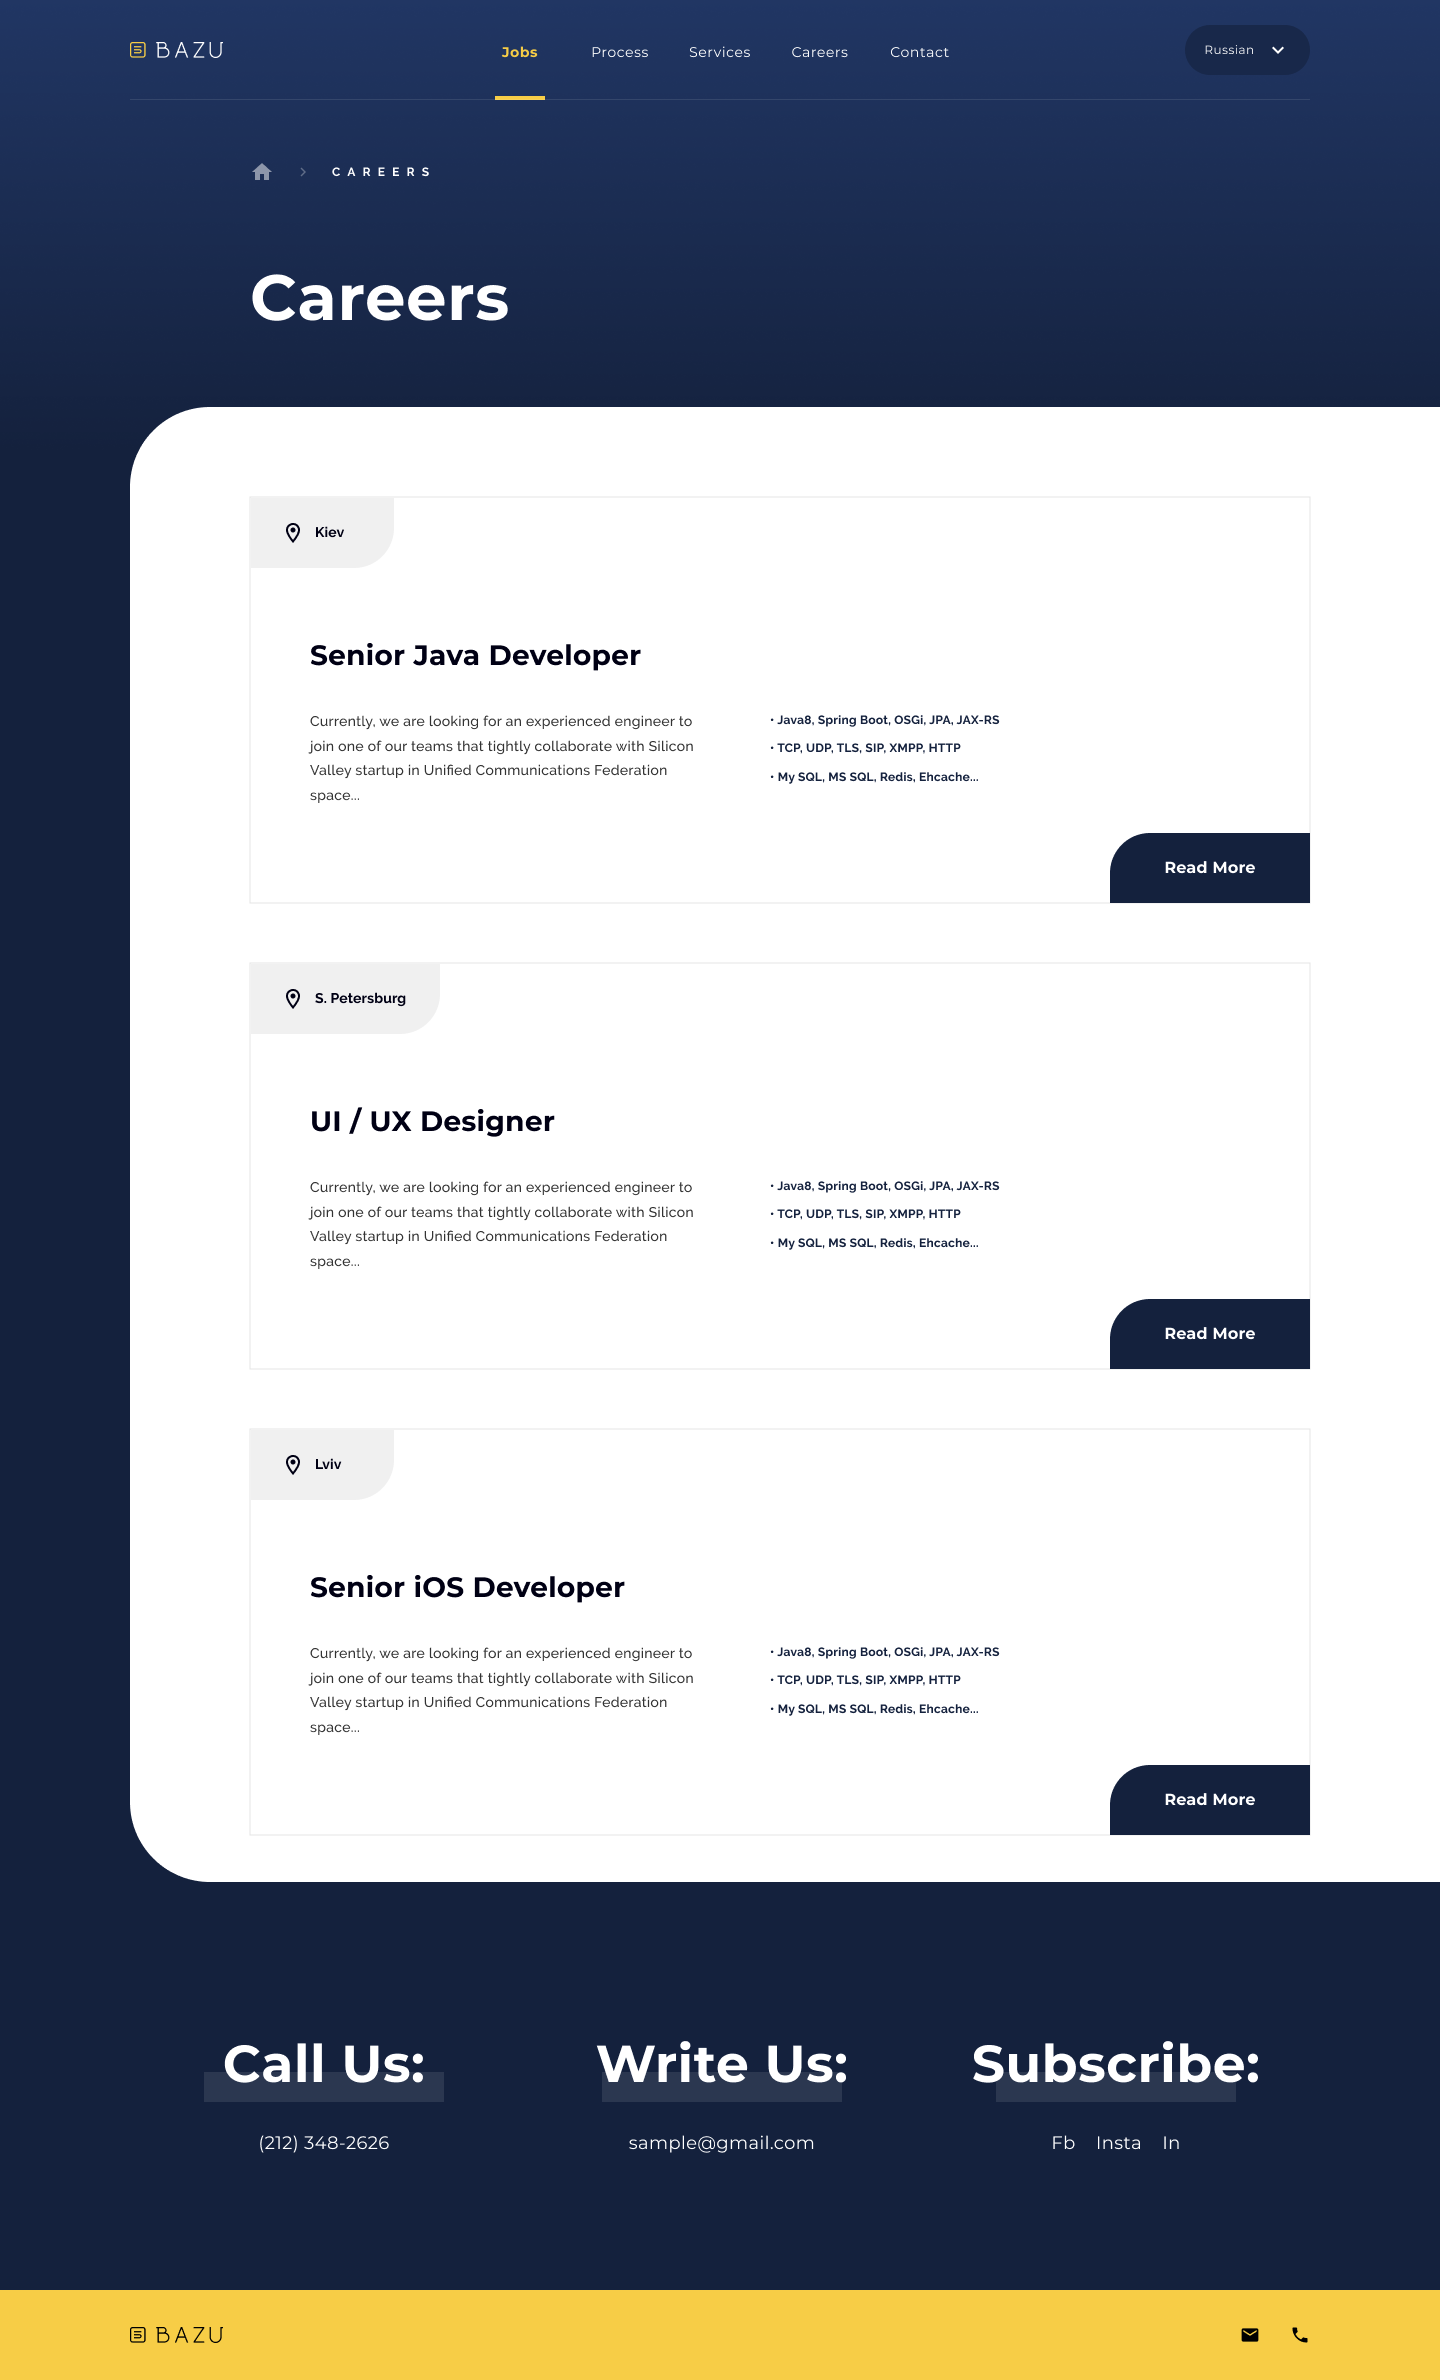 BAZU
Jobs Process Services Careers Contact Russian
CAREERS
Careers
Kiev
Senior Java Developer
Currently, we are looking for an experienced engineer to
join one of our teams that tightly collaborate with Silicon
Valley startup in Unified Communications Federation
space...
• Java8, Spring Boot, OSGi, JPA, JAX-RS
• TCP, UDP, TLS, SIP, XMPP, HTTP
• My SQL, MS SQL, Redis, Ehcache...
Read More
S. Petersburg
UI / UX Designer
Currently, we are looking for an experienced engineer to
join one of our teams that tightly collaborate with Silicon
Valley startup in Unified Communications Federation
space...
• Java8, Spring Boot, OSGi, JPA, JAX-RS
• TCP, UDP, TLS, SIP, XMPP, HTTP
• My SQL, MS SQL, Redis, Ehcache...
Read More
Lviv
Senior iOS Developer
Currently, we are looking for an experienced engineer to
join one of our teams that tightly collaborate with Silicon
Valley startup in Unified Communications Federation
space...
• Java8, Spring Boot, OSGi, JPA, JAX-RS
• TCP, UDP, TLS, SIP, XMPP, HTTP
• My SQL, MS SQL, Redis, Ehcache...
Read More
Call Us:
(212) 348-2626
Write Us:
sample@gmail.com
Subscribe:
Fb Insta In
BAZU